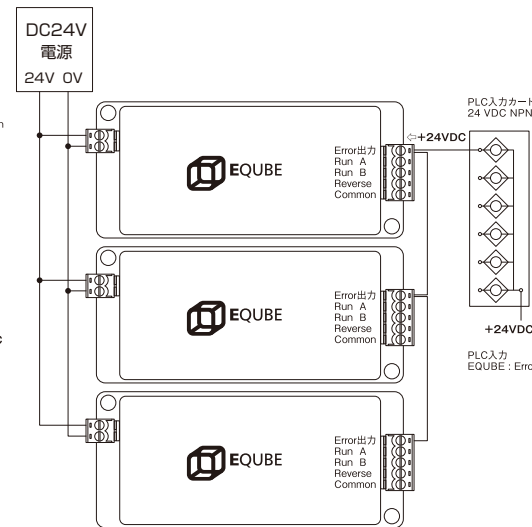 DC24V
電源
24V 0V
PLC入力カート
24 VDC NPN
⇦+24VDC
EQUBE
Error出力
Run A
Run B
Reverse
Common
EQUBE
Error出力
Run A
Run B
Reverse
Common
+24VDC
PLC入力
EQUBE : Erro
EQUBE
Error出力
Run A
Run B
Reverse
Common